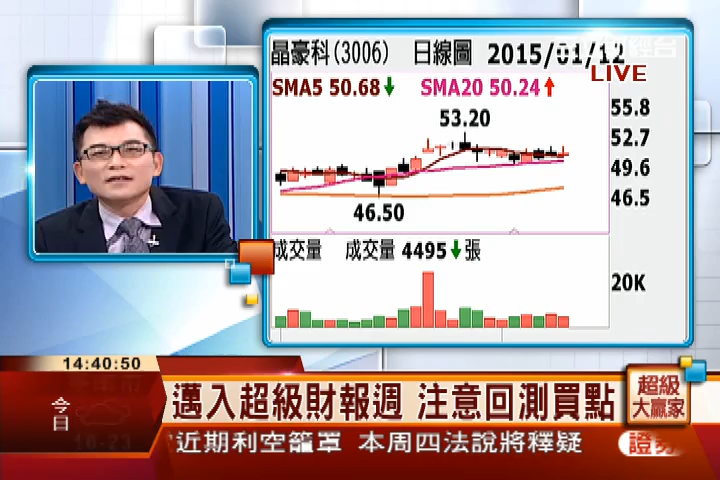 晶豪科(3006) 日線圖 2015/01/12
LIVE
SMA5 50.68 SMA20 50.24
55.8
53.20
52.7
49.6
46.5
46.50
成交量 成交量 4495 張
20K
14:40:50
今日
邁入超級財報週 注意回測買點
超級
大贏家
近期利空籠罩 本周四法說將釋疑